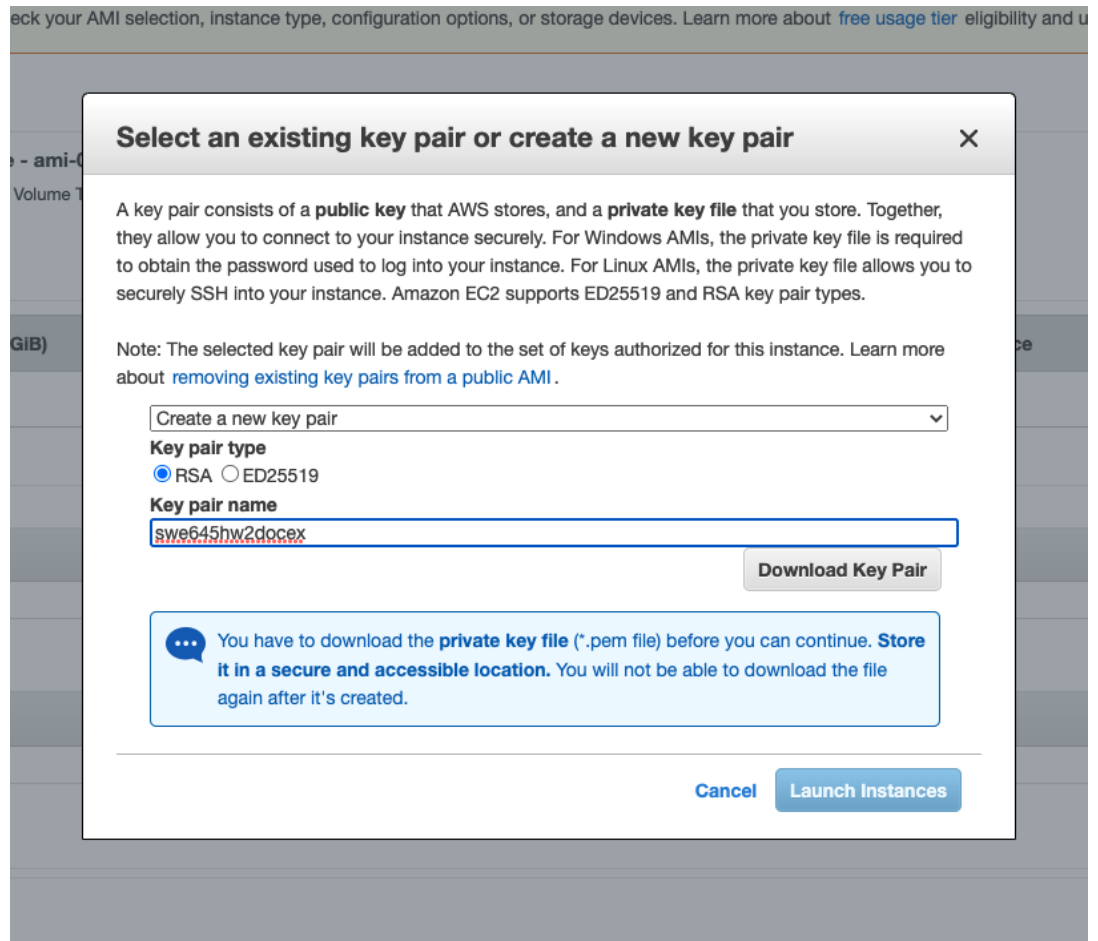 eck your AMI selection, instance type, configuration options, or storage devices. Learn more about free usage tier eligibility and u
Select an existing key pair or create a new key pair
- ami-0
Volume T
A key pair consists of a public key that AWS stores, and a private key file that you store. Together,
they allow you to connect to your instance securely. For Windows AMIs, the private key file is required
to obtain the password used to log into your instance. For Linux AMIs, the private key file allows you to
securely SSH into your instance. Amazon EC2 supports ED25519 and RSA key pair types.
GiB)
ce
Note: The selected key pair will be added to the set of keys authorized for this instance. Learn more
about removing existing key pairs from a public AMI.
Create a new key pair
Key pair type
RSA ED25519
Key pair name
swe645hw2docex
Download Key Pair
You have to download the private key file (*.pem file) before you can continue. Store
it in a secure and accessible location. You will not be able to download the file
again after it's created.
Cancel Launch Instances